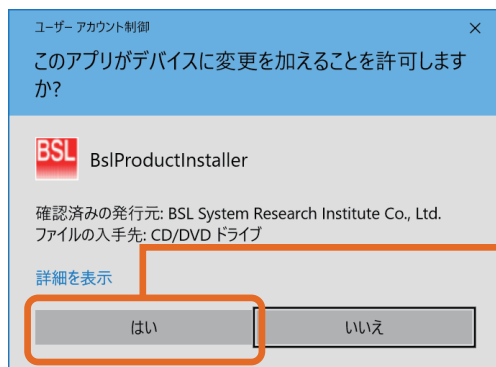 ユーザー アカウント制御
このアプリがデバイスに変更を加えることを許可します
か?
BSL
BslProductInstaller
確認済みの発行元: BSL System Research Institute Co., Ltd.
ファイルの入手先: CD/DVD ドライブ
詳細を表示
はい
いいえ